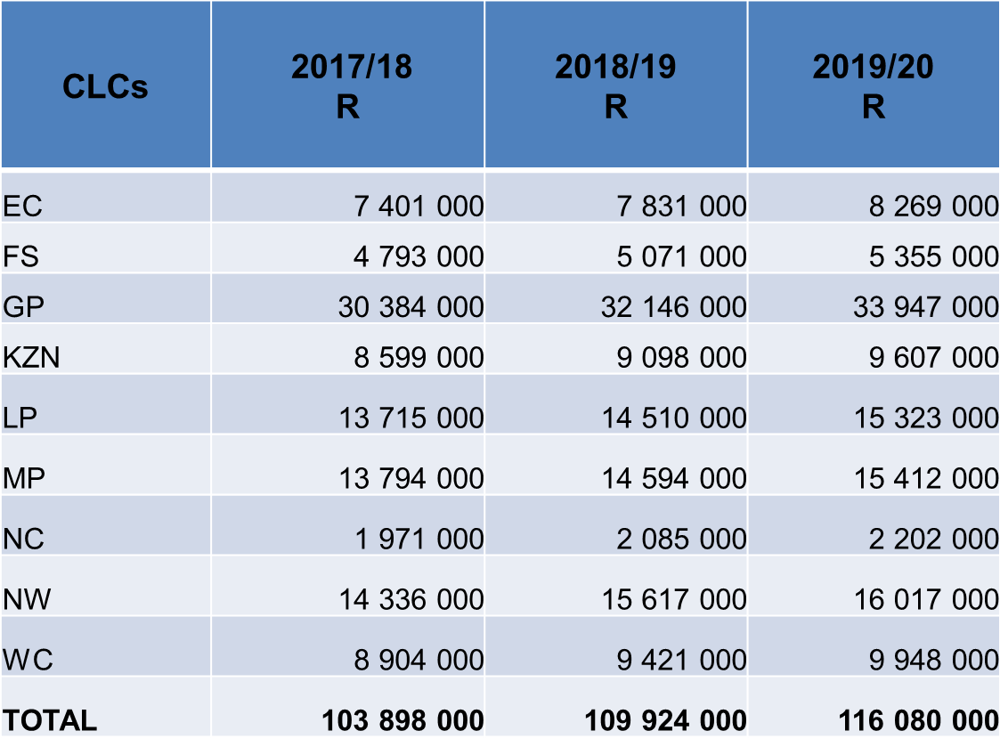 CLCs 2017/18 2018/19 2019/20
R R R
EC 7 401 000 7 831 000 8 269 000
FS 4 793 000 5 071 000 5 355 000
GP 30 384 000 32 146 000 33 947 000
KZN 8 599 000 9 098 000 9 607 000
LP 13 715 000 14 510 000 15 323 000
MP 13 794 000 14 594 000 15 412 000
NC 1 971 000 2 085 000 2 202 000
NW 14 336 000 15 617 000 16 017 000
WC 8 904 000 9 421 000 9 948 000
TOTAL 103 898 000 109 924 000 116 080 000